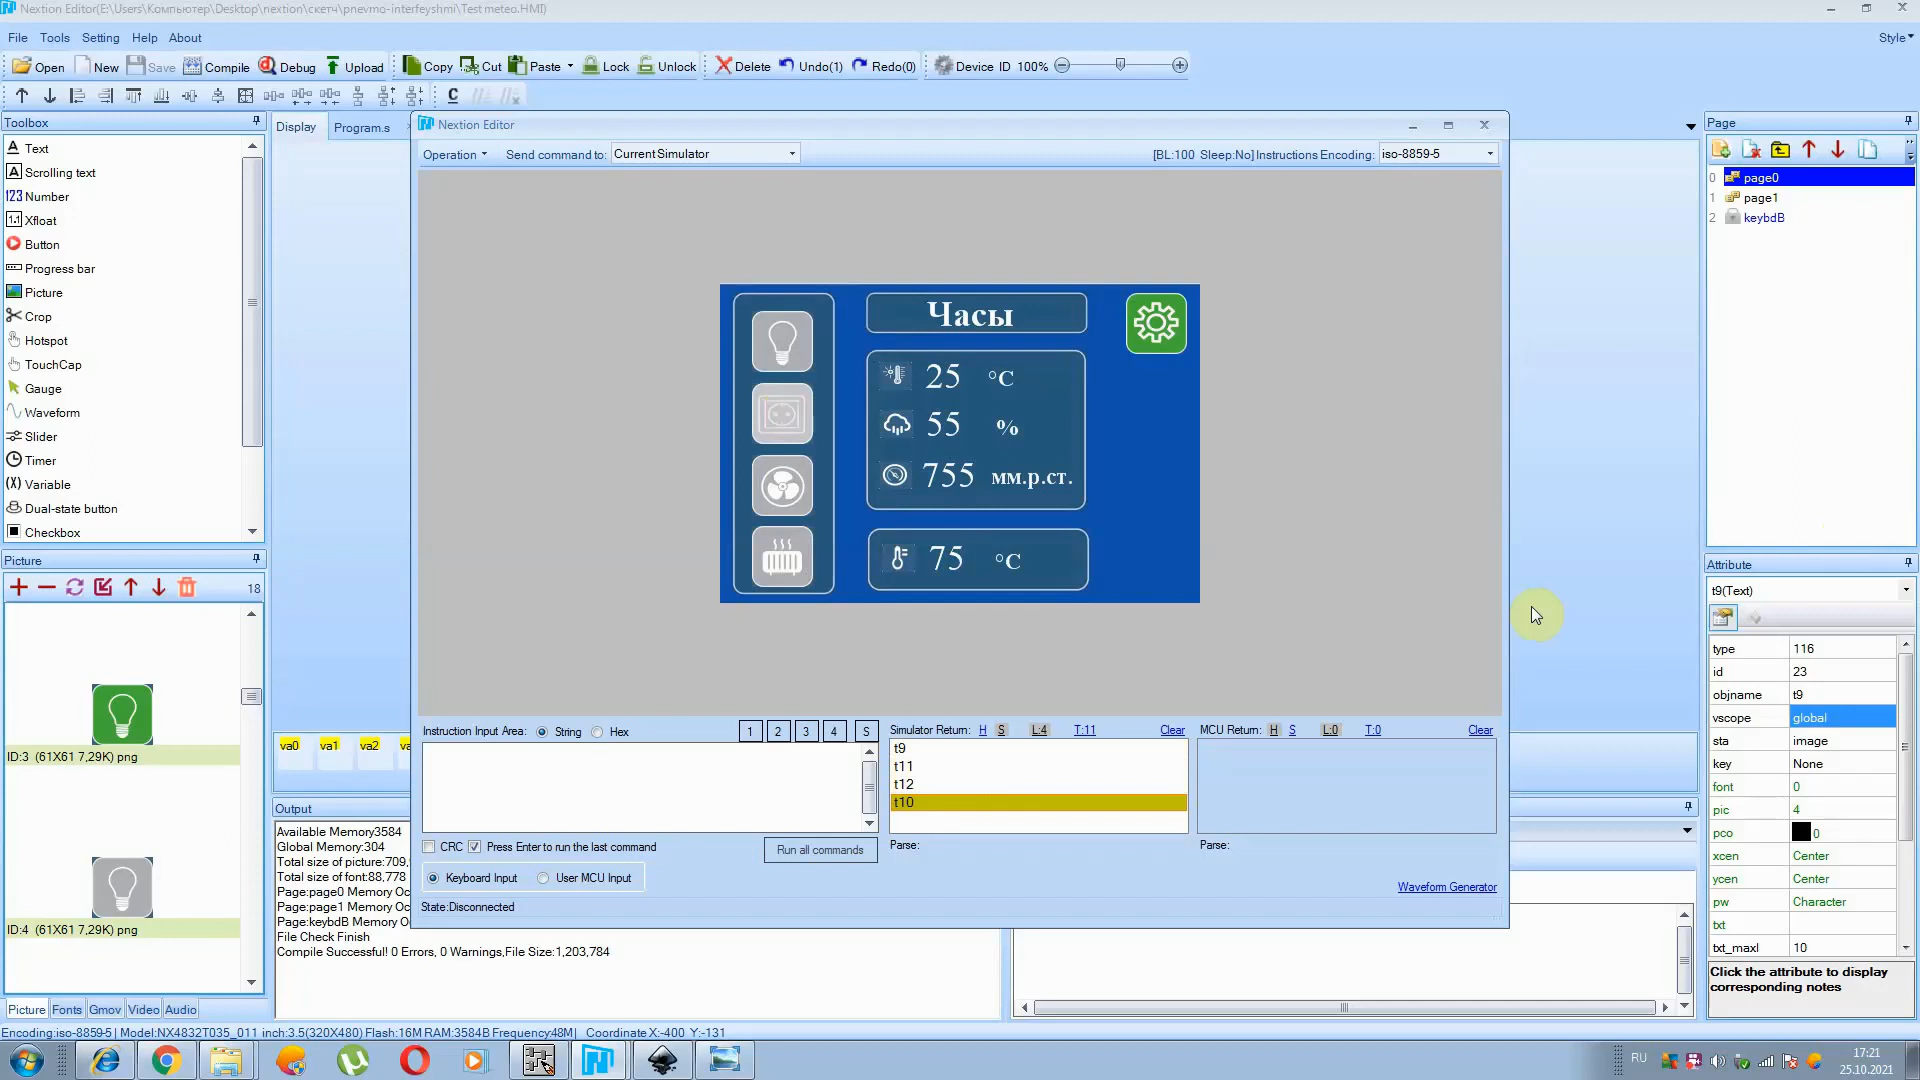 Nextion Editor(E:\Users\Компьютер\Desktop\nextion\скетч\pnevmo-interfeyshmi\Test meteo.HMI)
File Tools Setting Help About
Style
Open New Save Compile Debug Upload Copy Cut Paste Lock Unlock Delete Undo(1) Redo(0) Device ID 100%
C
Toolbox
Text
Scrolling text
123 Number
1.1 Xfloat
Button
Progress bar
Picture
Crop
Hotspot
TouchCap
Gauge
Waveform
Slider
Timer
(X) Variable
Dual-state button
Checkbox
Picture
18
ID:3 (61X61 7,29K) png
ID:4 (61X61 7,29K) png
Picture Fonts Gmov Video Audio
Display Program.s
Nextion Editor
Operation Send command to: CurrentSimulator
[BL:100 Sleep:No] Instructions Encoding: iso-8859-5
Часы
25 °C
55 %
755 мм.р.ст.
75 °C
Instruction Input Area: String Hex 1 2 3 4 S
Simulator Return: H S L:4 T:11 Clear
t9
t11
t12
t10
Parse:
MCU Return: H S L:0 T:0 Clear
Parse:
CRC Press Enter to run the last command
Run all commands
Keyboard Input User MCU Input
Waveform Generator
State:Disconnected
va0 va1 va2
Output
Available Memory3584
Global Memory:304
Total size of picture:709,
Total size of font:88,778
Page:page0 Memory Oc
Page:page1 Memory Oc
Page:keybdB Memory O
File Check Finish
Compile Successful! 0 Errors, 0 Warnings,File Size:1,203,784
Page
0 page0
1 page1
2 keybdB
Attribute
t9(Text)
type 116
id 23
objname t9
vscope global
sta image
key None
font 0
pic 4
pco 0
xcen Center
ycen Center
pw Character
txt
txt_maxl 10
Click the attribute to display
corresponding notes
Encoding:iso-8859-5 | Model:NX4832T035_011 inch:3.5(320X480) Flash:16M RAM:3584B Frequency:48M | Coordinate X:-400 Y:-131
RU
17:21
25.10.2021